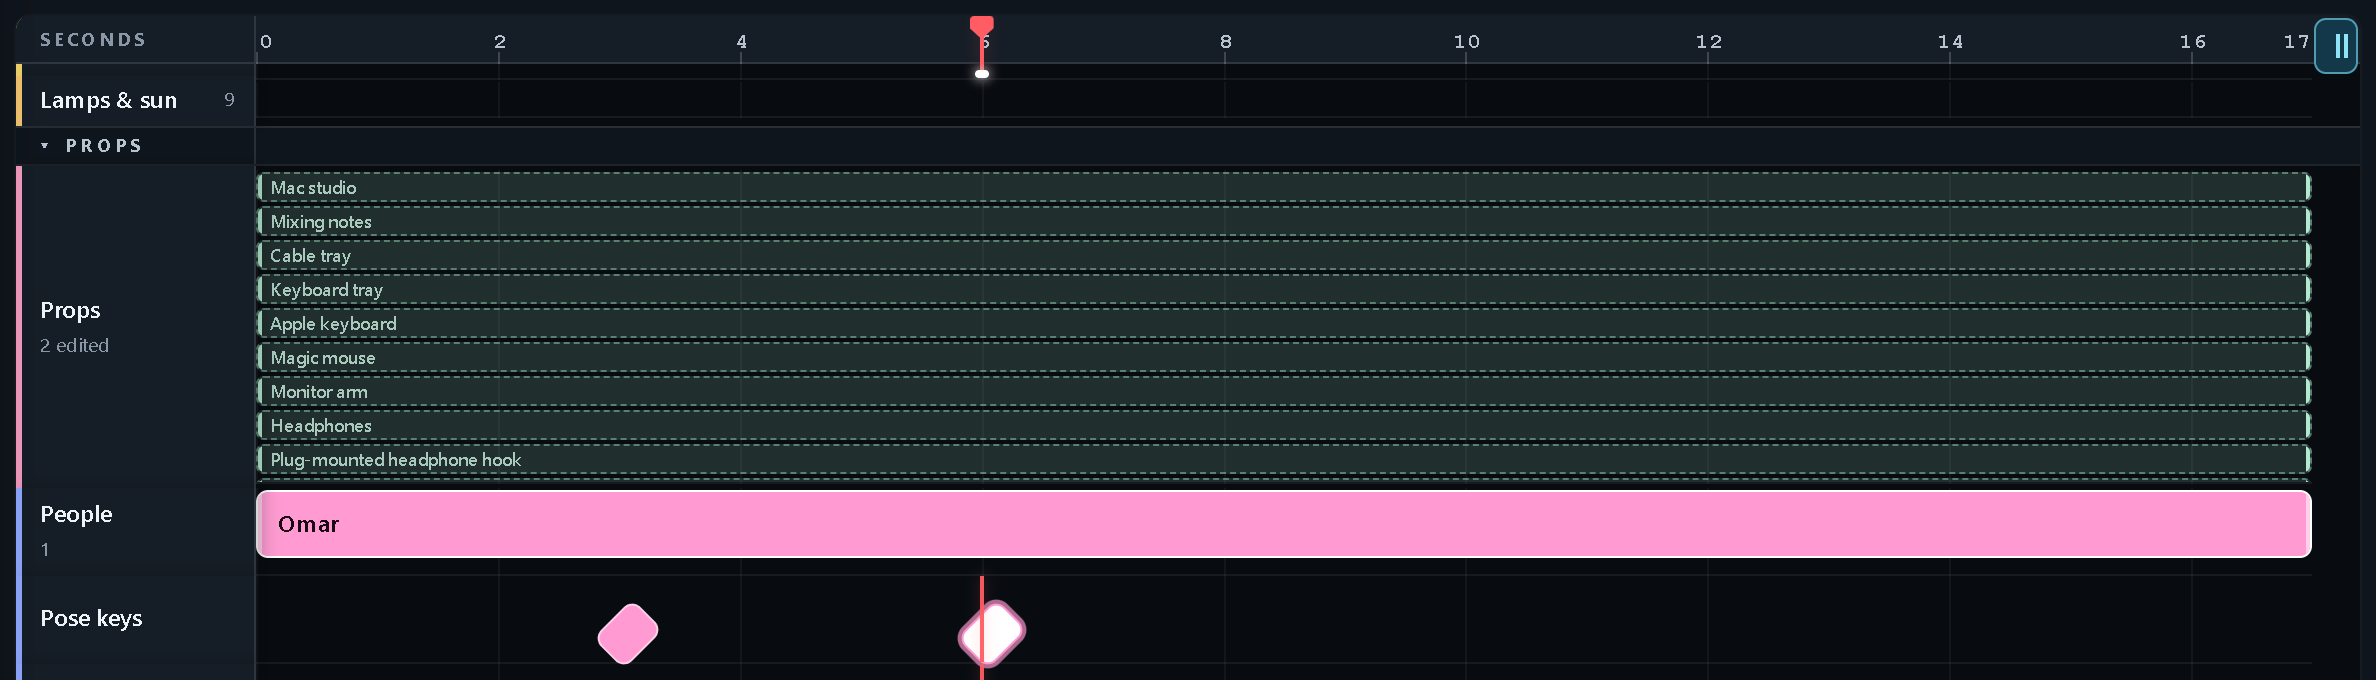 SECONDS
0 2 4 6 8 10 12 14 16 17
Lamps & sun 9
PROPS
Mac studio
Mixing notes
Cable tray
Keyboard tray
Props
Apple keyboard
2 edited
Magic mouse
Monitor arm
Headphones
Plug-mounted headphone hook
People
Omar
1
Pose keys